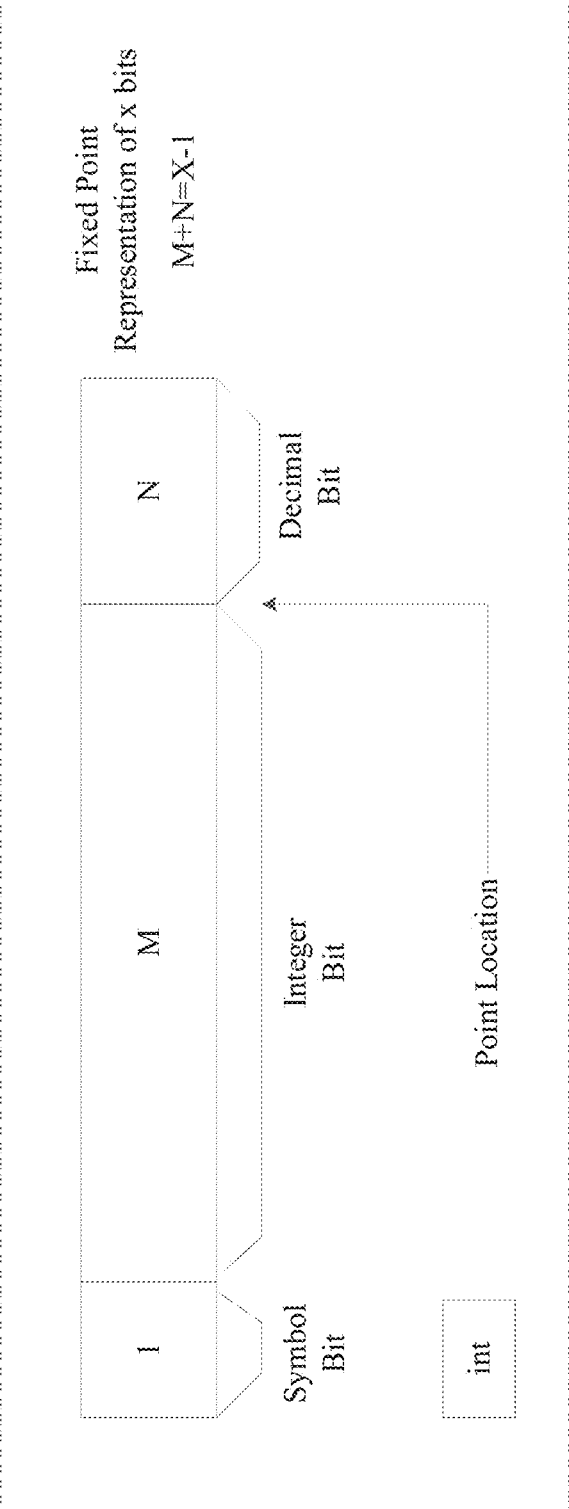 Fixed Point
Representation of x bits
M+N=X-1
1
M
N
Symbol
Bit
Integer
Bit
Decimal
Bit
Point Location
int